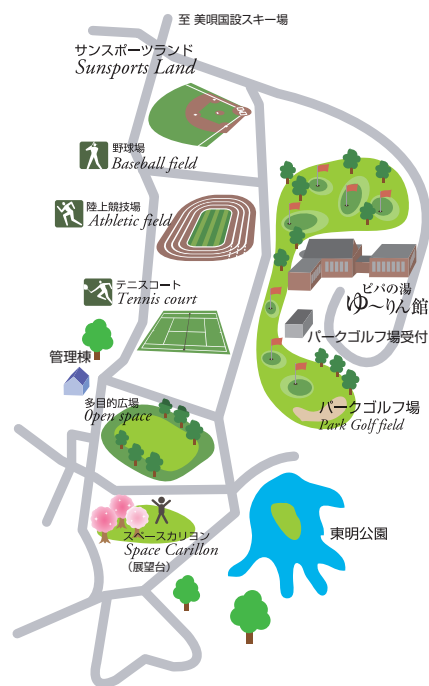 至 美唄国設スキー場
サンスポーツランド
Sunsports Land
野球場
Baseball field
陸上競技場
Athletic field
テニスコート
Tennis court
ピパの湯
ゆ〜りん館
パークゴルフ場受付
管理棟
多目的広場
Open space
パークゴルフ場
Park Golf field
スペースカリヨン
Space Carillon
(展望台)
東明公園